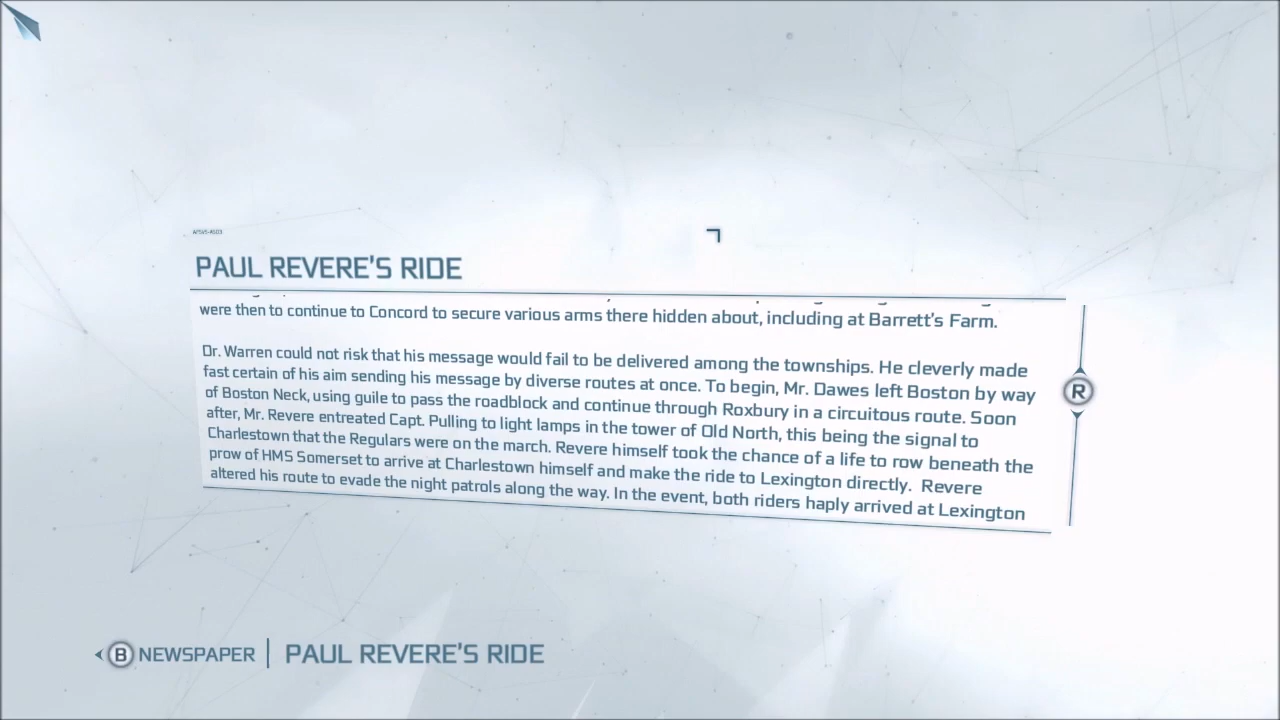 PAUL REVERE'S RIDE
were then to continue to Concord to secure various arms there hidden about, including at Barrett's Farm.
Dr. Warren could not risk that his message would fail to be delivered among the townships. He cleverly made
fast certain of his aim sending his message by diverse routes at once. To begin, Mr. Dawes left Boston by way
of Boston Neck, using guile to pass the roadblock and continue through Roxbury in a circuitous route. Soon
after, Mr. Revere entreated Capt. Pulling to light lamps in the tower of Old North, this being the signal to
Charlestown that the Regulars were on the march. Revere himself took the chance of a life to row beneath the
prow of HMS Somerset to arrive at Charlestown himself and make the ride to Lexington directly. Revere
altered his route to evade the night patrols along the way. In the event, both riders haply arrived at Lexington
R
B NEWSPAPER | PAUL REVERE'S RIDE